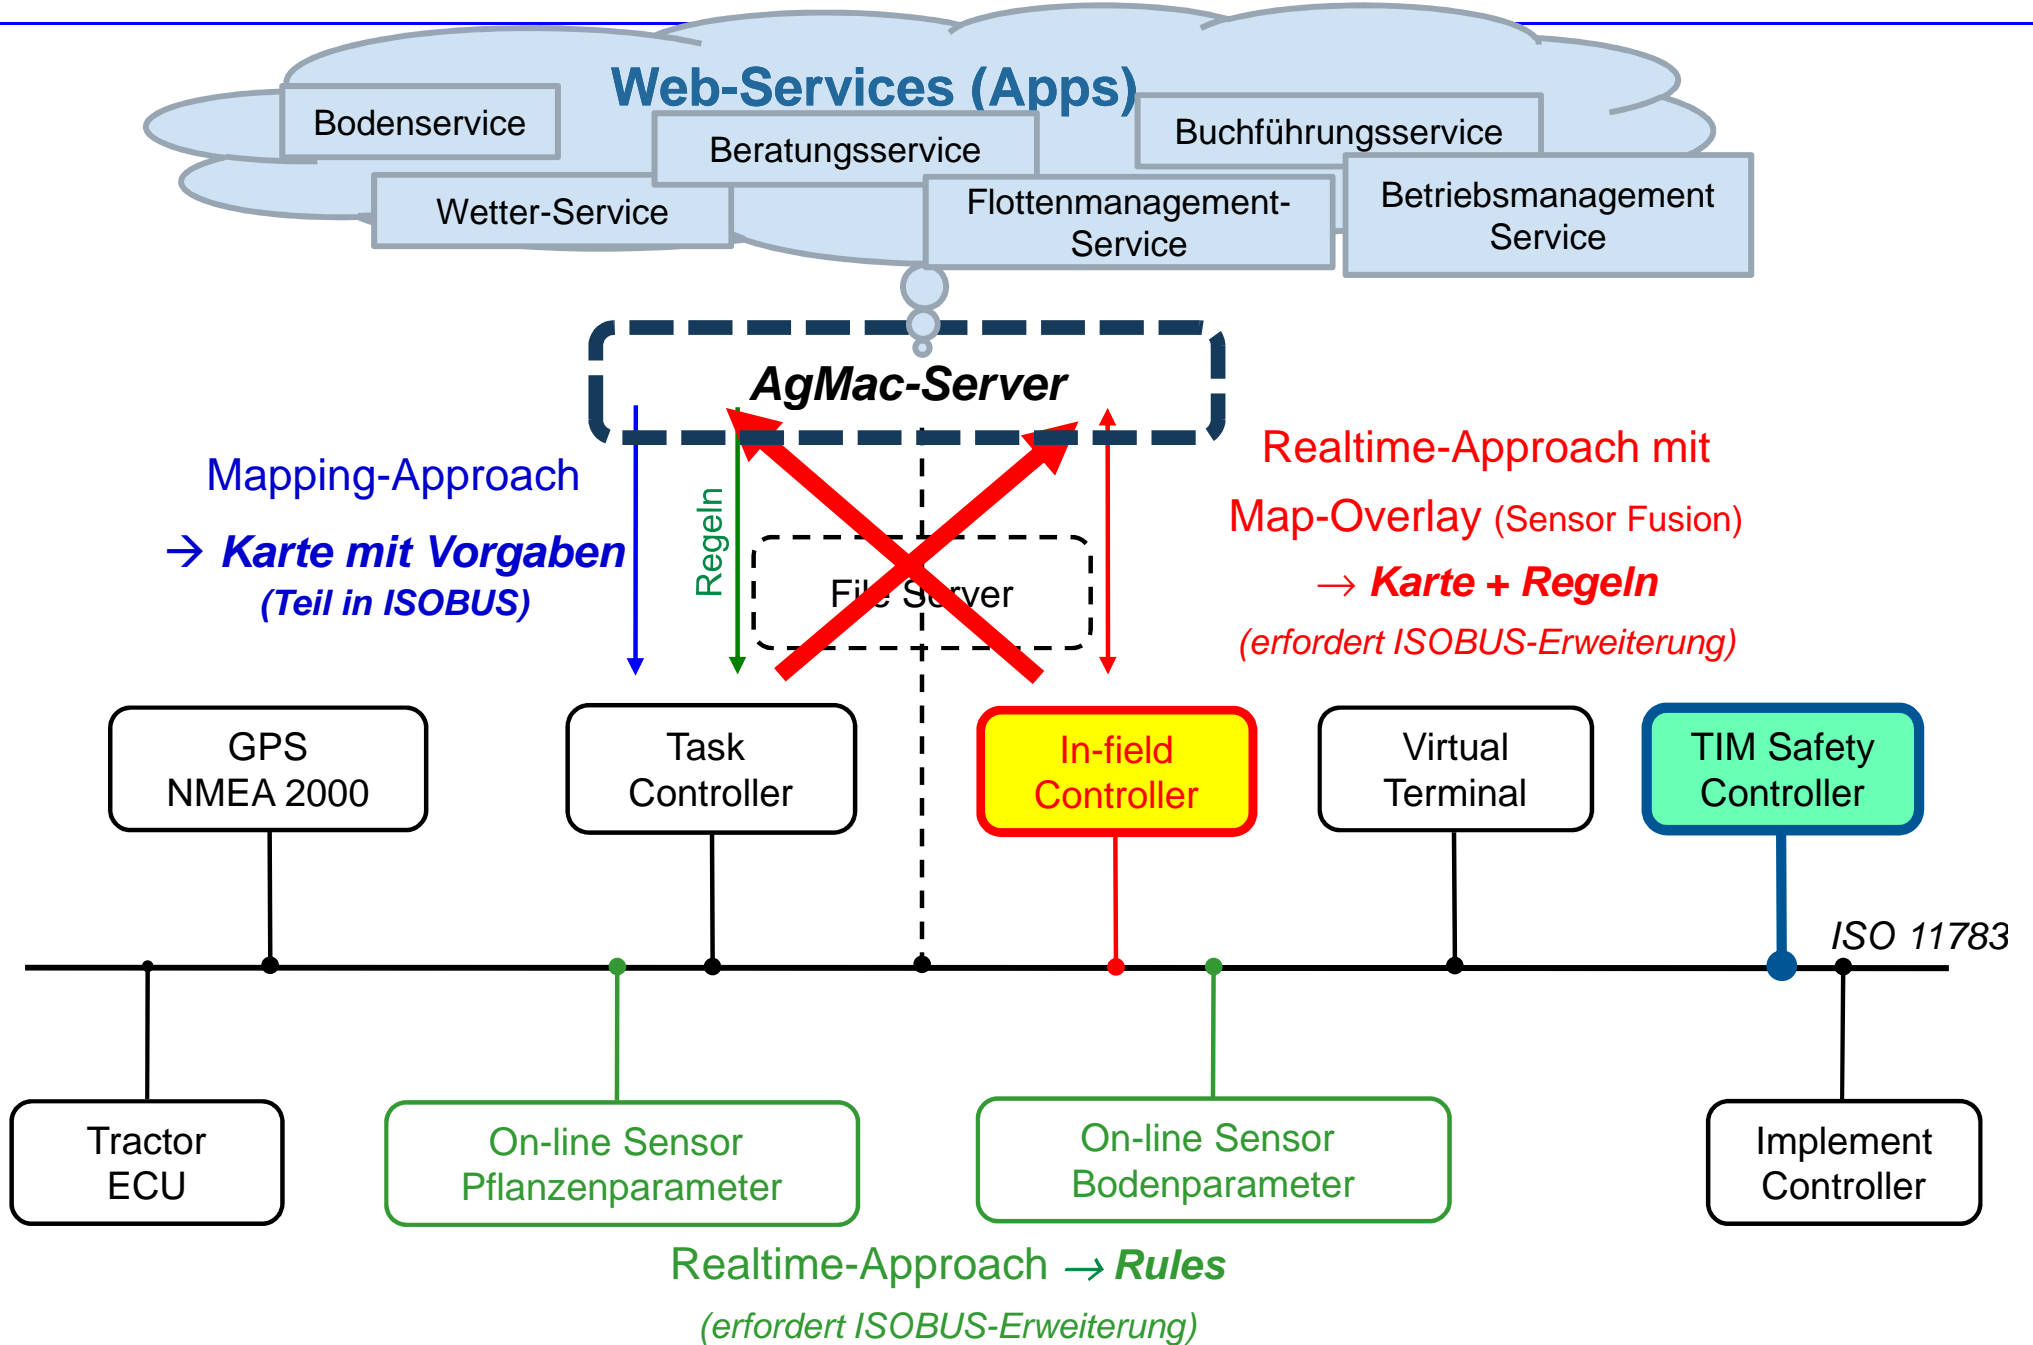 Web-Services (Apps)
Bodenservice
Beratungsservice
Buchführungsservice
Wetter-Service
Flottenmanagement-
Service
Betriebsmanagement
Service
AgMac-Server
Mapping-Approach
→ Karte mit Vorgaben
(Teil in ISOBUS)
Regeln
File Server
Realtime-Approach mit
Map-Overlay (Sensor Fusion)
→ Karte + Regeln
(erfordert ISOBUS-Erweiterung)
GPS
NMEA 2000
Task
Controller
In-field
Controller
Virtual
Terminal
TIM Safety
Controller
ISO 11783
Tractor
ECU
On-line Sensor
Pflanzenparameter
On-line Sensor
Bodenparameter
Implement
Controller
Realtime-Approach → Rules
(erfordert ISOBUS-Erweiterung)